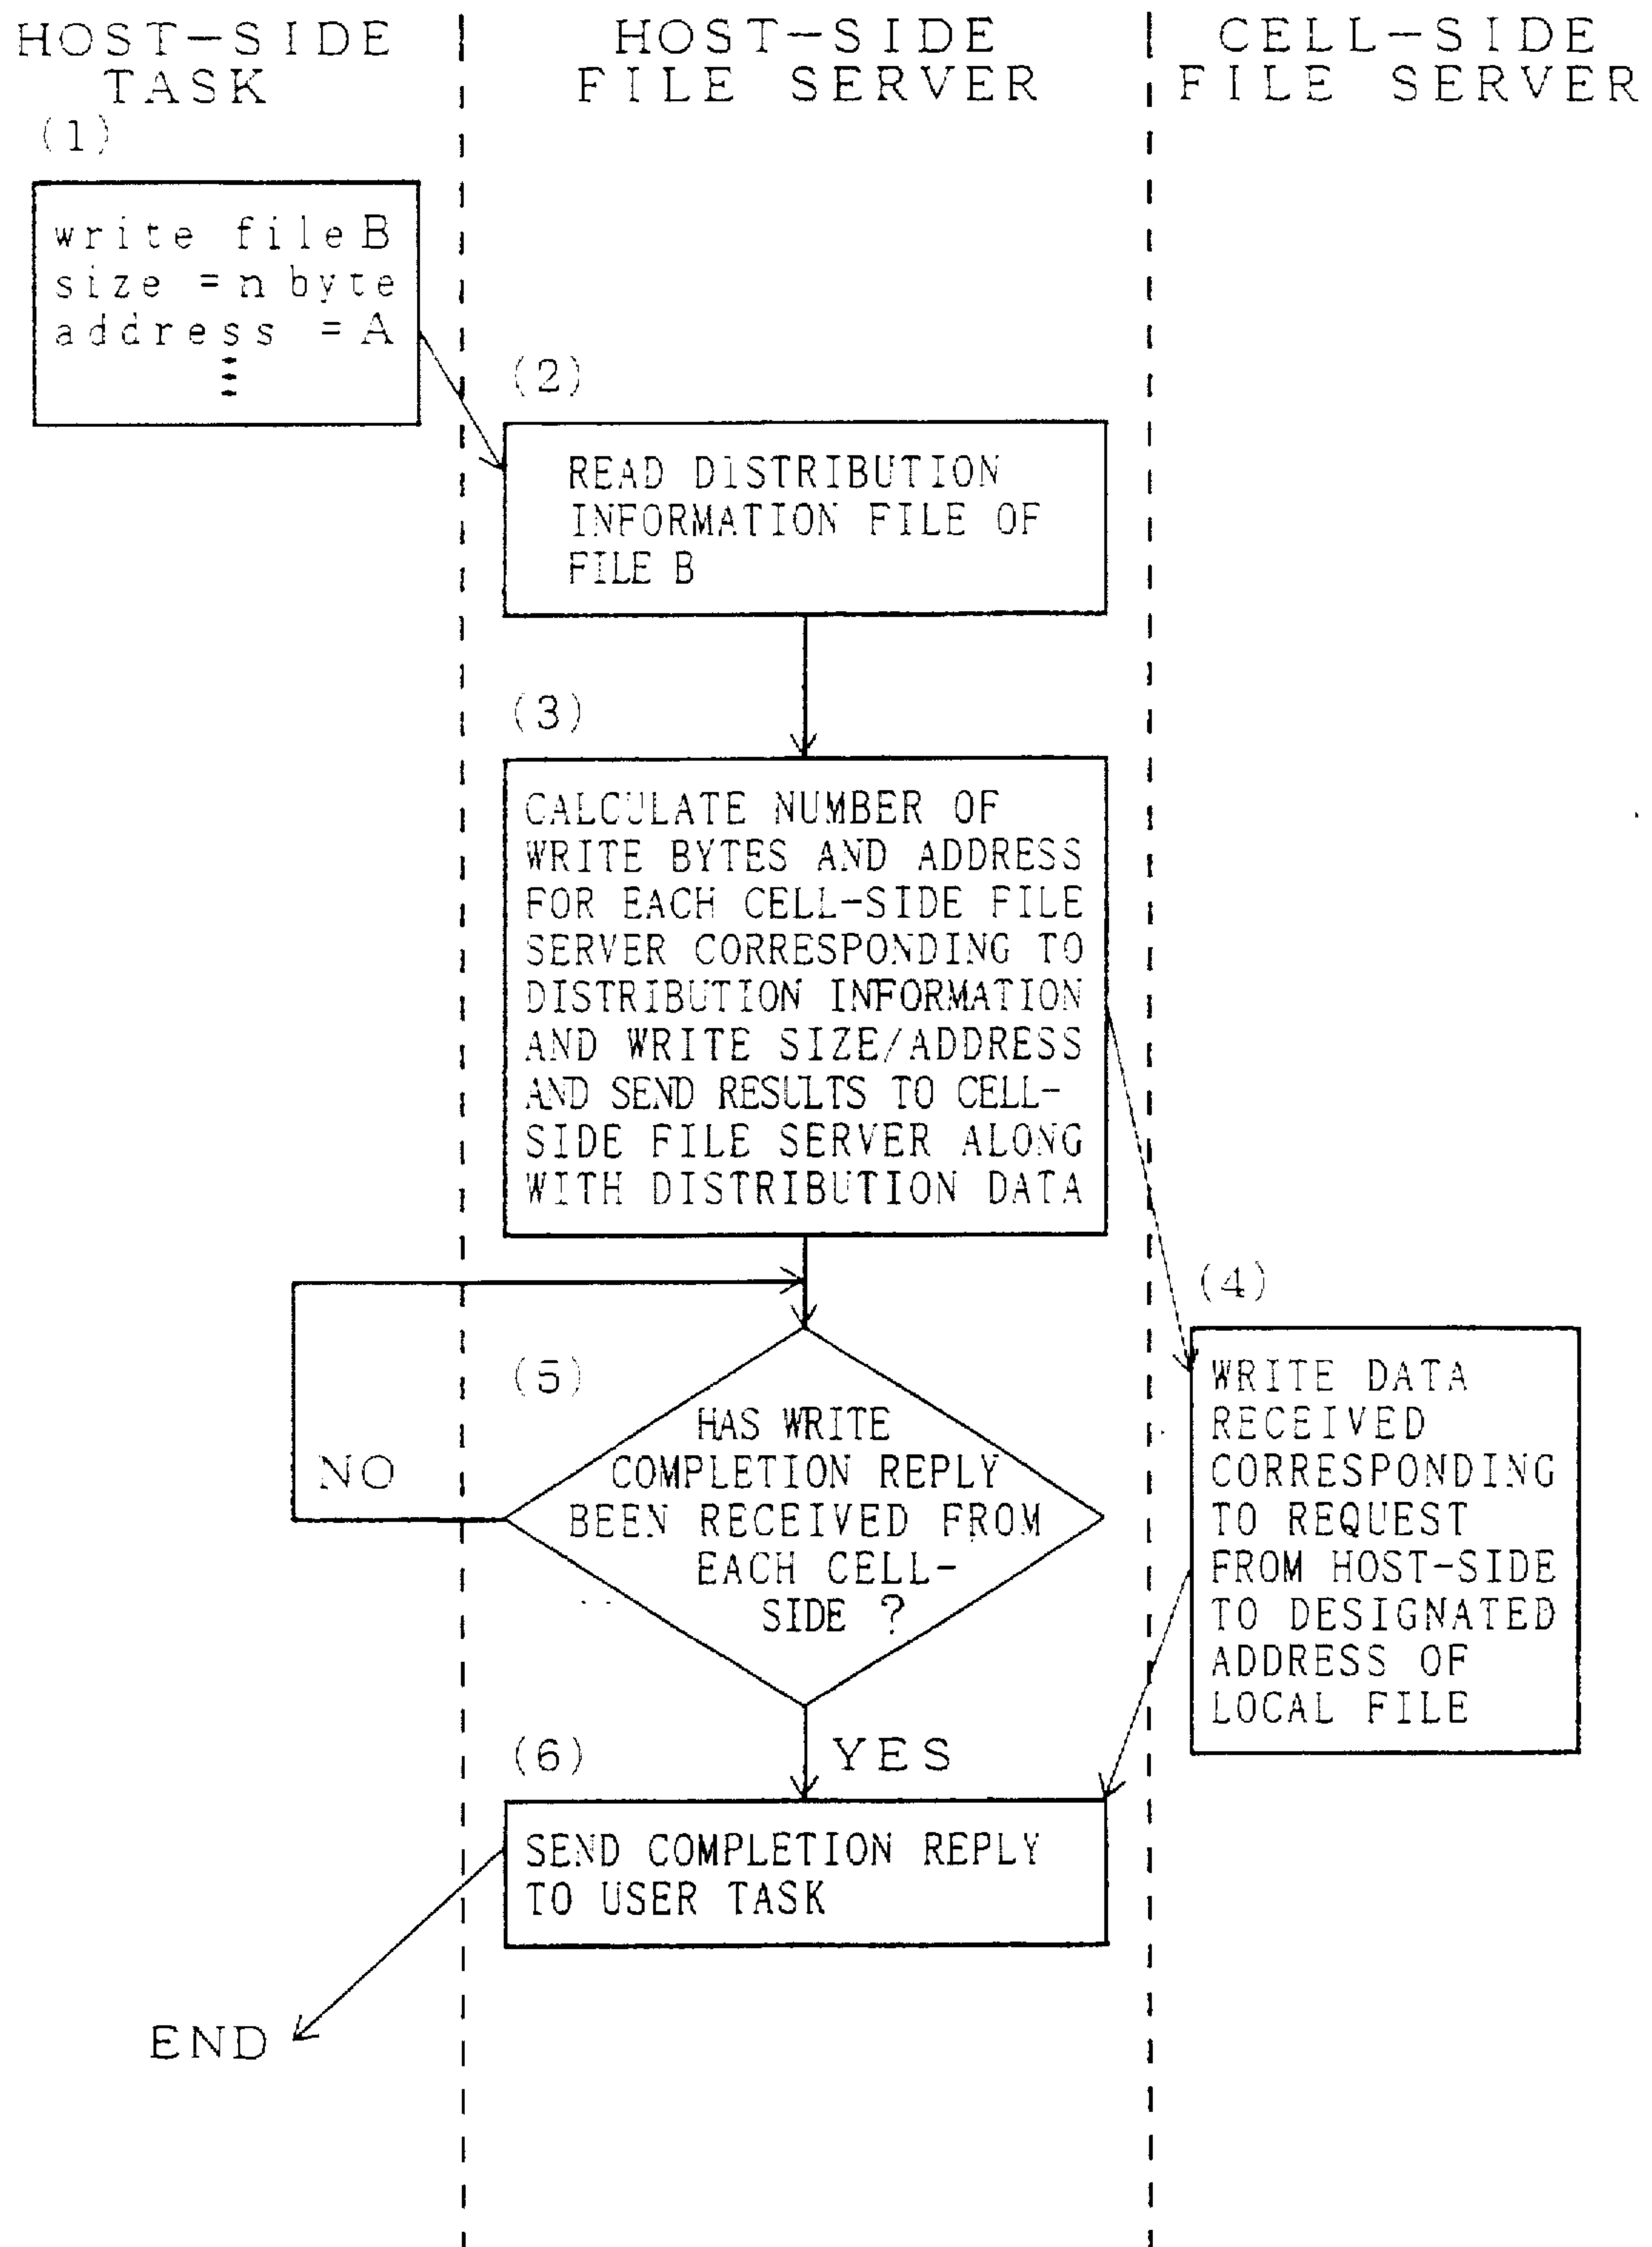 HOST-SIDE
TASK
HOST-SIDE
FILE SERVER
CELL-SIDE
FILE SERVER
(1)
write fileB
size =n byte
address =A
(2)
READ DISTRIBUTION
INFORMATION FILE OF
FILE B
(3)
CALCULATE NUMBER OF
WRITE BYTES AND ADDRESS
FOR EACH CELL-SIDE FILE
SERVER CORRESPONDING TO
DISTRIBUTION INFORMATION
AND WRITE SIZE/ADDRESS
AND SEND RESULTS TO CELL-
SIDE FILE SERVER ALONG
WITH DISTRIBUTION DATA
(4)
WRITE DATA
RECEIVED
CORRESPONDING
TO REQUEST
FROM HOST-SIDE
TO DESIGNATED
ADDRESS OF
LOCAL FILE
(5)
HAS WRITE
COMPLETION REPLY
BEEN RECEIVED FROM
EACH CELL-
SIDE ?
NO
YES
(6)
SEND COMPLETION REPLY
TO USER TASK
END